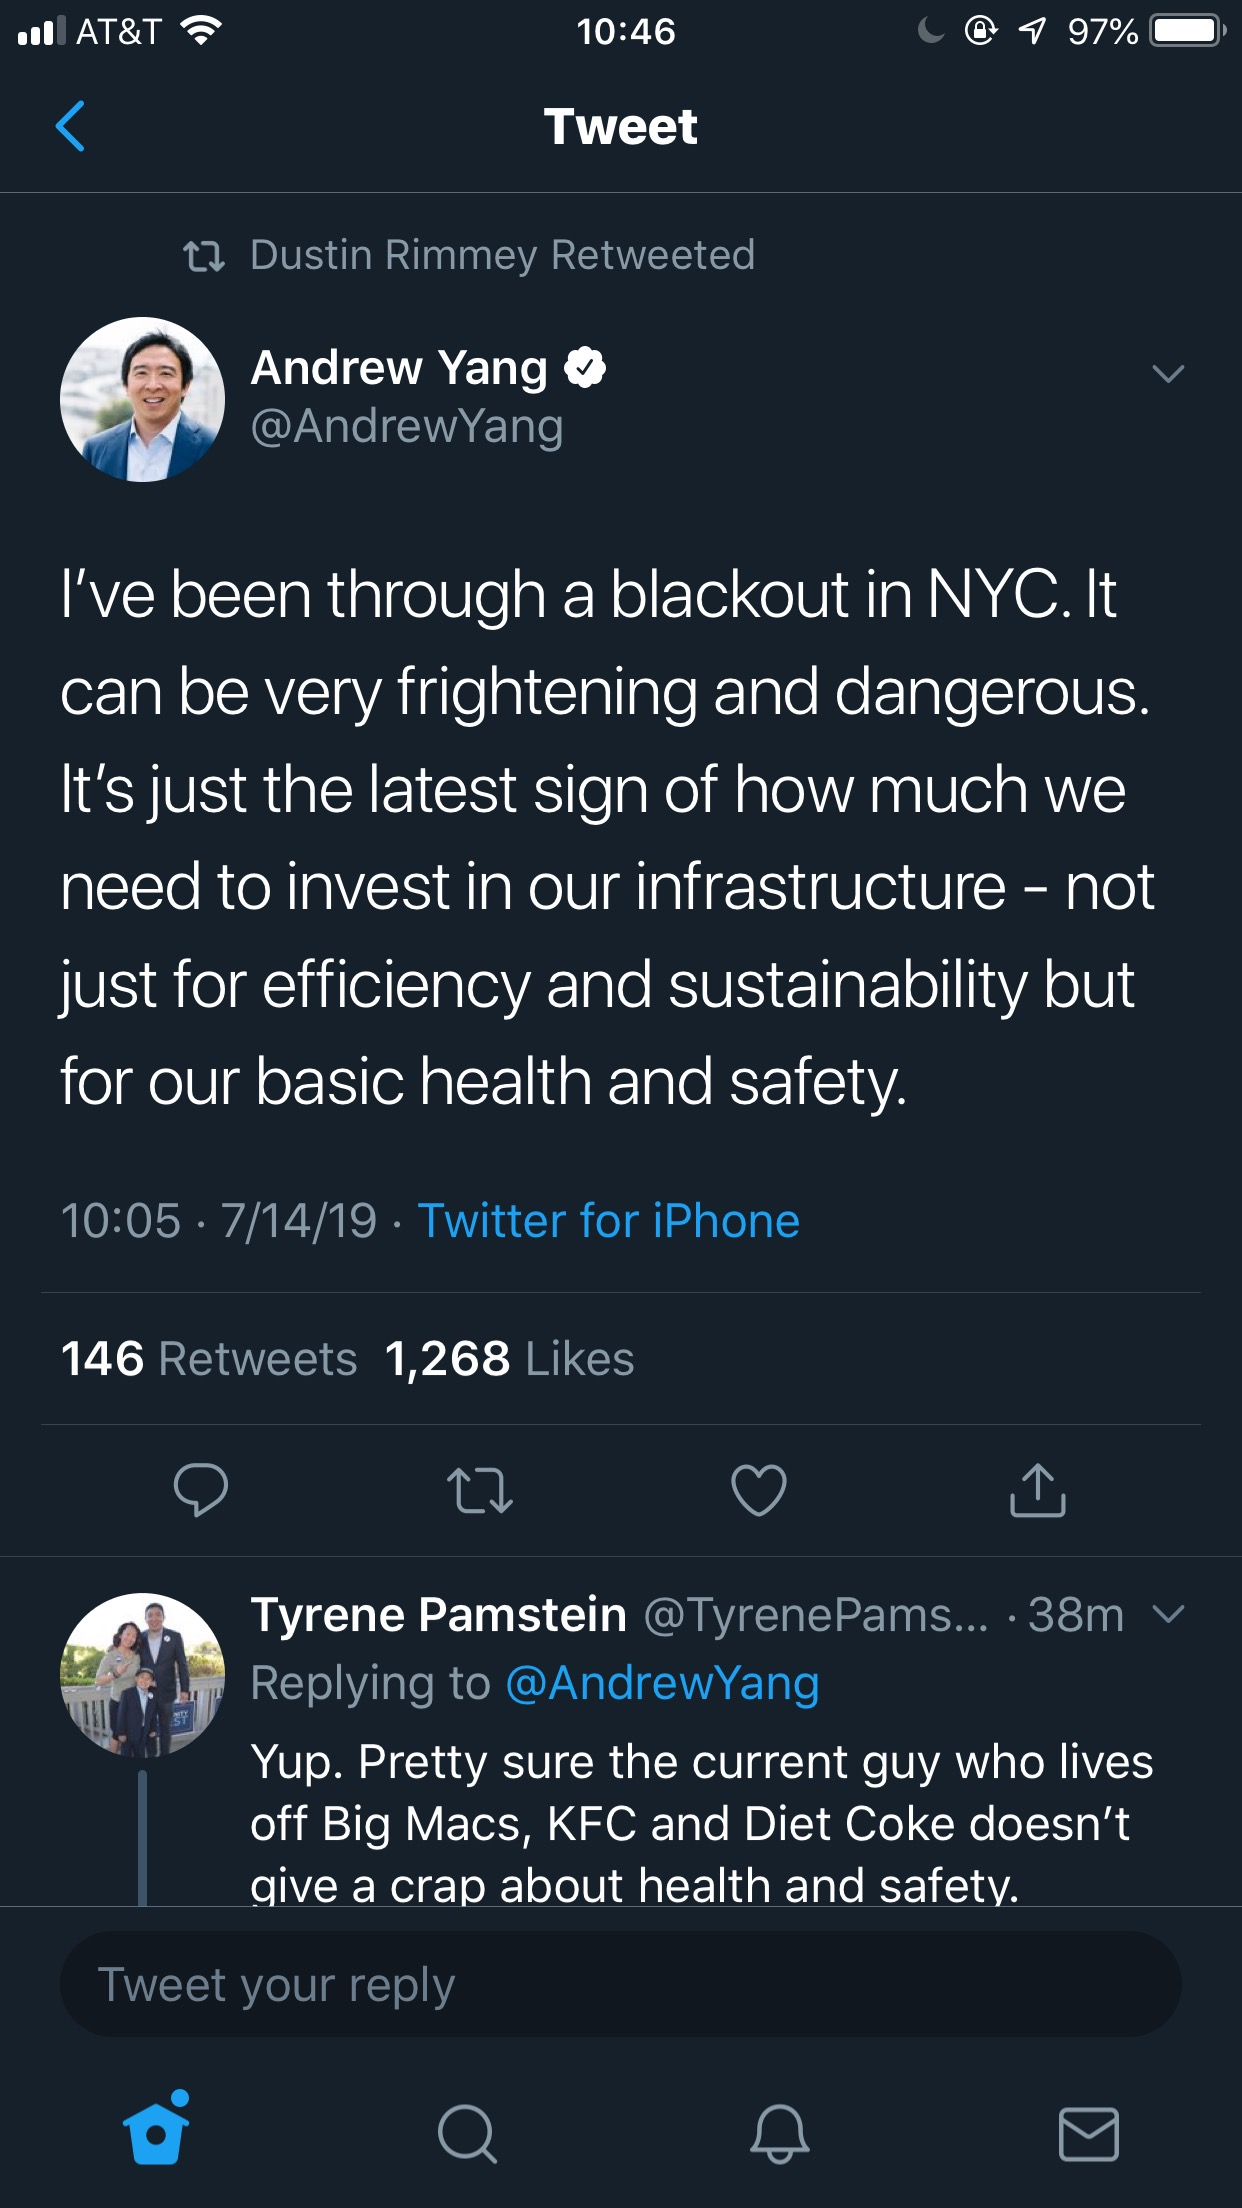 AT&T 10:46 97%
Tweet
Dustin Rimmey Retweeted
Andrew Yang
@AndrewYang
I’ve been through a blackout in NYC. It
can be very frightening and dangerous.
It’s just the latest sign of how much we
need to invest in our infrastructure - not
just for efficiency and sustainability but
for our basic health and safety.
10:05 · 7/14/19 · Twitter for iPhone
146 Retweets 1,268 Likes
Tyrene Pamstein @TyrenePams... · 38m
Replying to @AndrewYang
Yup. Pretty sure the current guy who lives
off Big Macs, KFC and Diet Coke doesn’t
give a crap about health and safety.
Tweet your reply